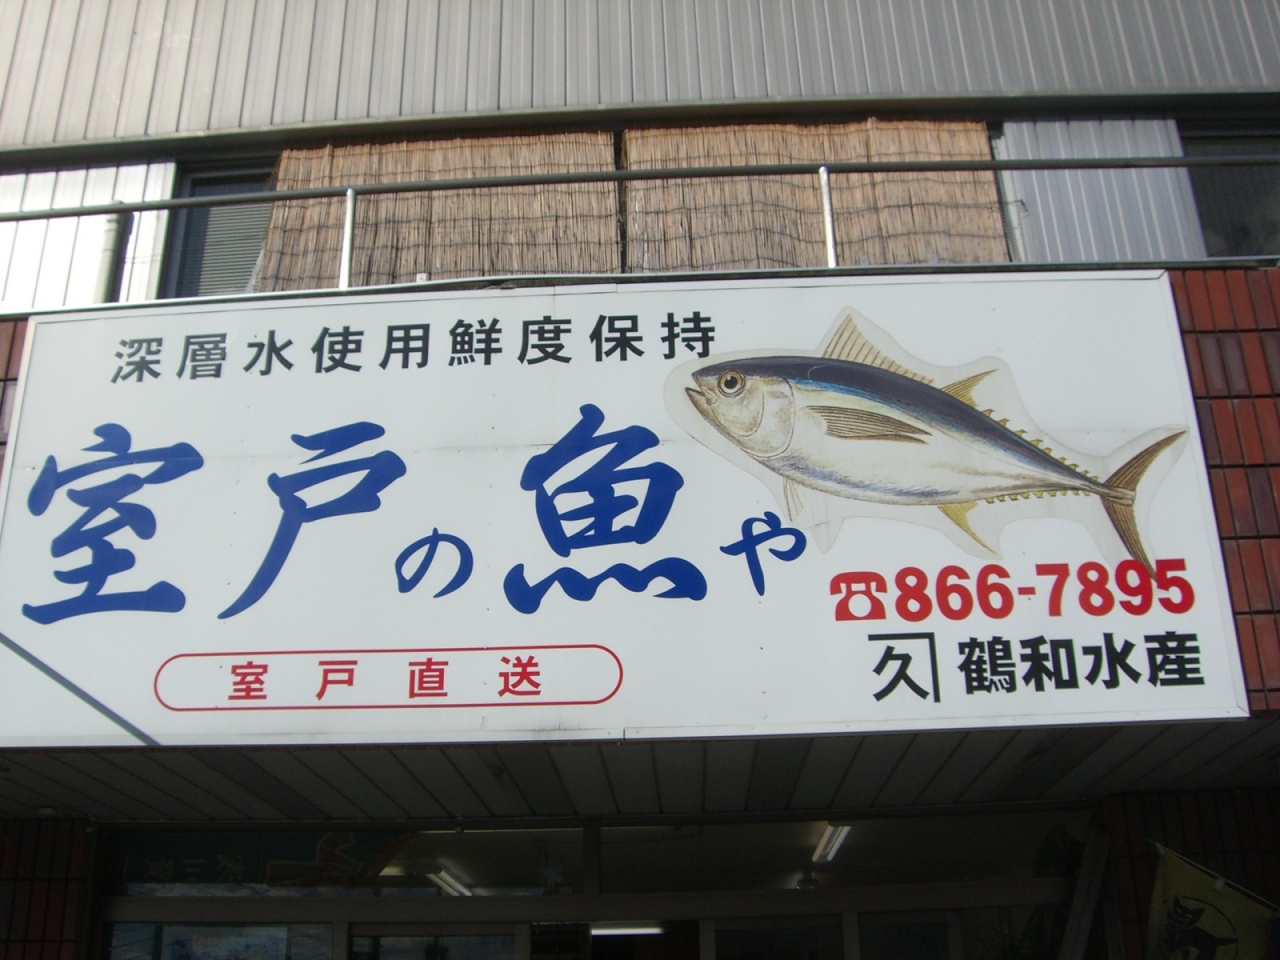 深層水使用鮮度保持
室戸の魚や
☎866-7895
室戸直送
久 鶴和水産